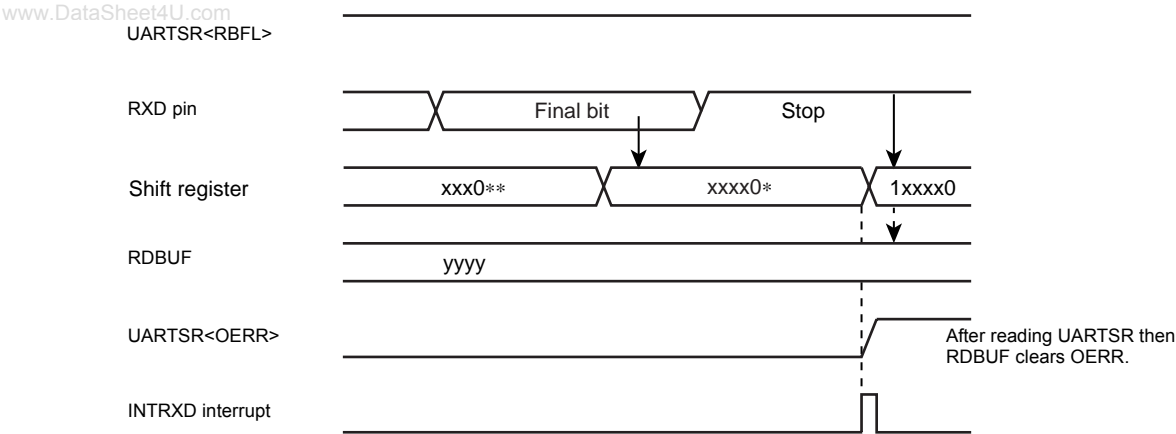 www.DataSheet4U.com
UARTSR<RBFL>
RXD pin
Final bit
Stop
Shift register
xxx0**
xxxx0*
1xxxx0
RDBUF
yyyy
UARTSR<OERR>
After reading UARTSR then
RDBUF clears OERR.
INTRXD interrupt